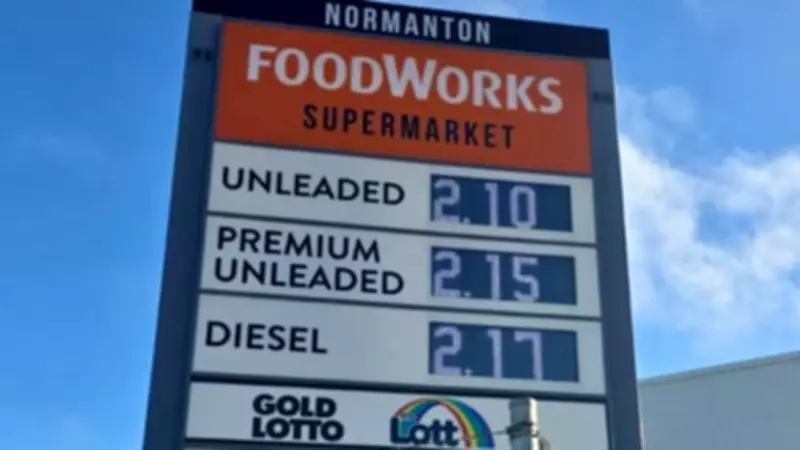 NORMANTON
FOODWORKS
SUPERMARKET
UNLEADED 2.10
PREMIUM
UNLEADED 2.15
DIESEL 2.17
GOLD
LOTTO
Lott